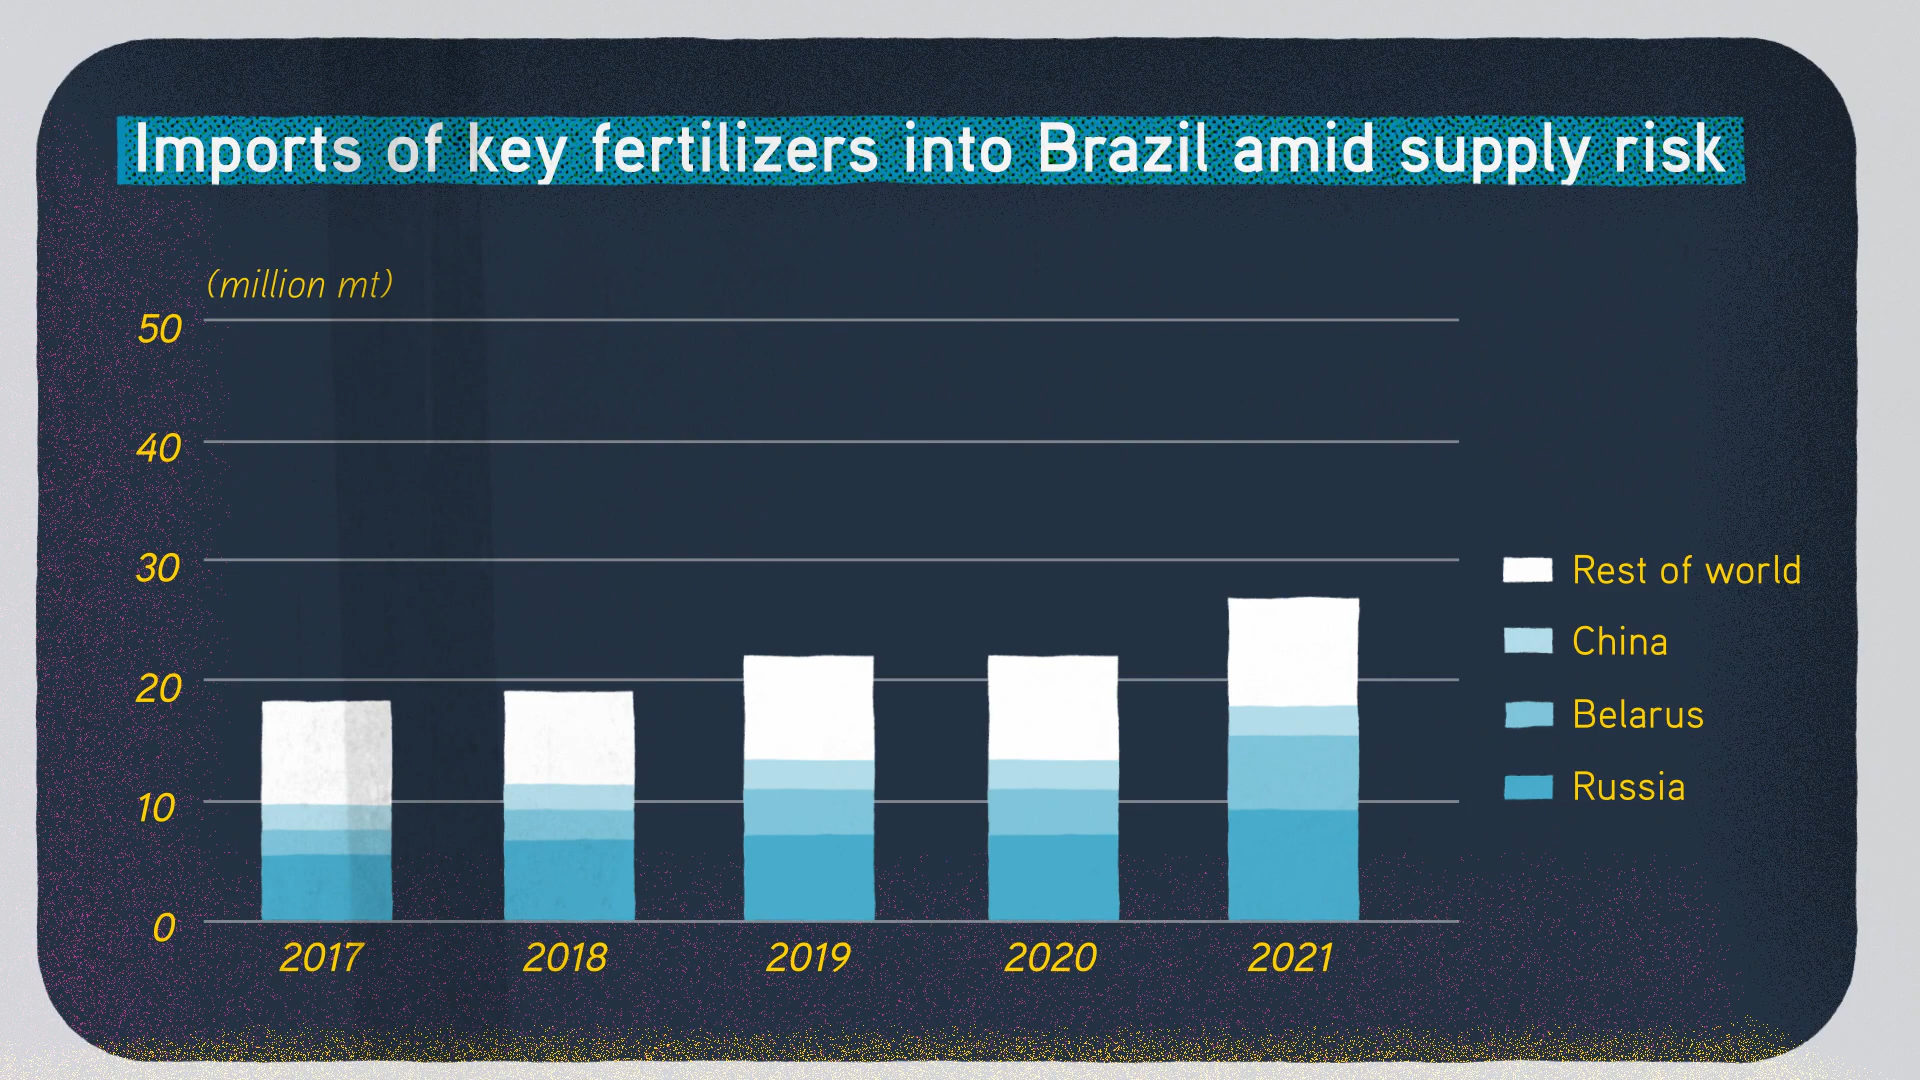 Imports of key fertilizers into Brazil amid supply risk
(million mt)
50
40
30
20
10
0
2017 2018 2019 2020 2021
Rest of world
China
Belarus
Russia